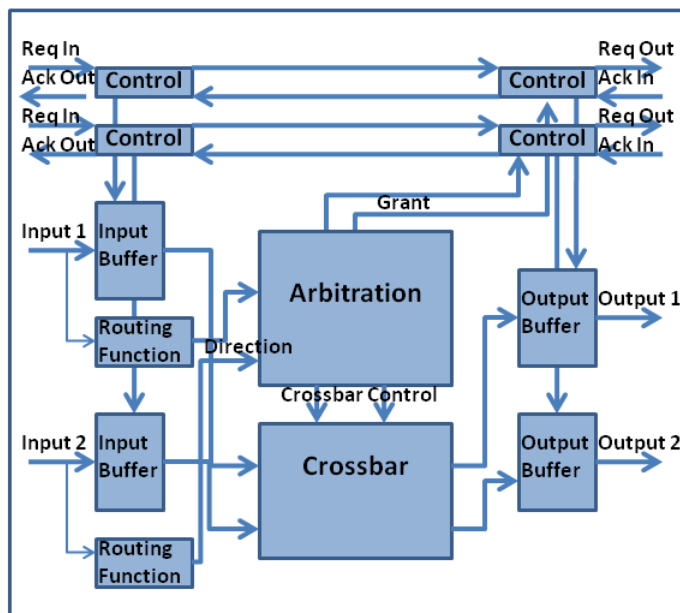 Req In
Req Out
Ack Out
Control
Control
Ack In
Req In
Req Out
Ack Out
Control
Control
Ack In
Grant
Input 1
Input
Buffer
Arbitration
Output
Buffer
Output 1
Routing
Function
Direction
Crossbar Control
Input 2
Input
Buffer
Crossbar
Output
Buffer
Output 2
Routing
Function